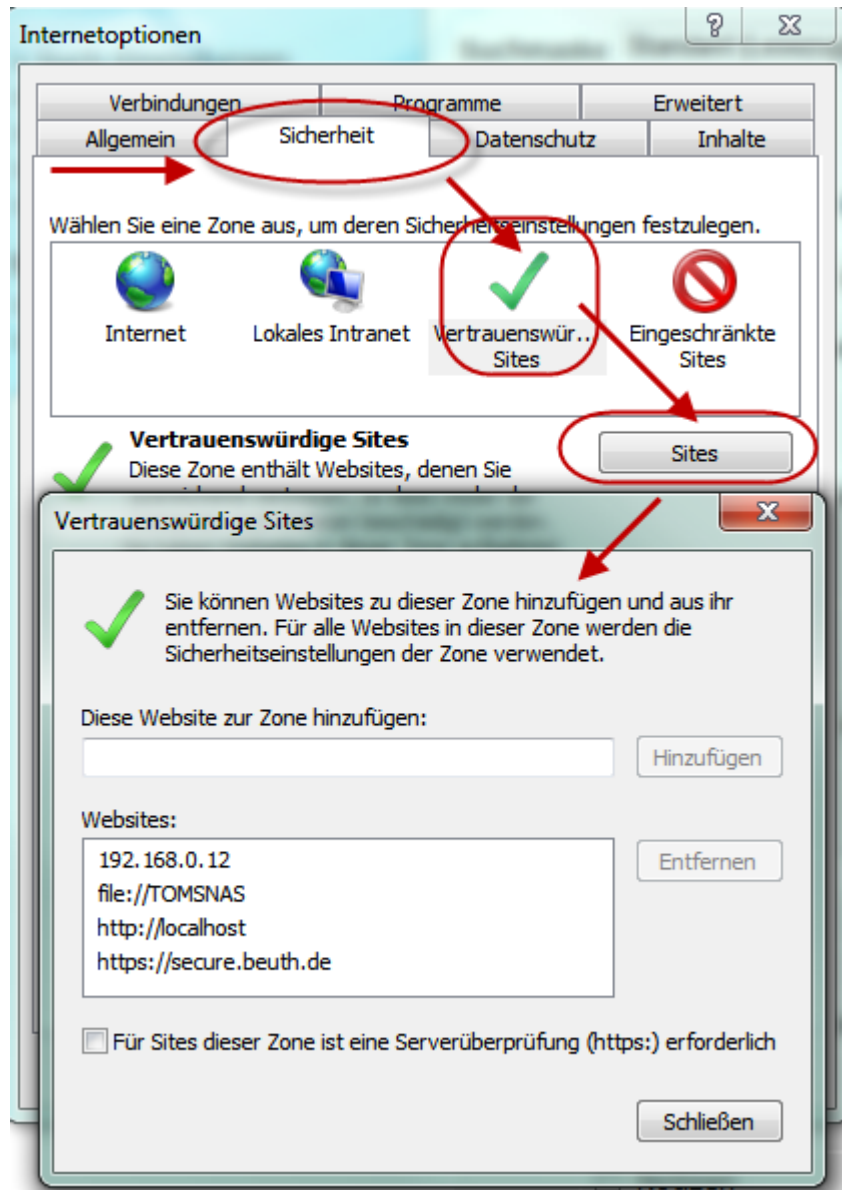 Internetoptionen
Verbindungen Programme Erweitert
Allgemein Sicherheit Datenschutz Inhalte
Wählen Sie eine Zone aus, um deren Sicherheitseinstellungen festzulegen.
Internet Lokales Intranet Vertrauenswür.. Eingeschränkte
Sites Sites
Vertrauenswürdige Sites
Diese Zone enthält Websites, denen Sie
Sites
Vertrauenswürdige Sites
Sie können Websites zu dieser Zone hinzufügen und aus ihr
entfernen. Für alle Websites in dieser Zone werden die
Sicherheitseinstellungen der Zone verwendet.
Diese Website zur Zone hinzufügen:
Hinzufügen
Websites:
192.168.0.12
file://TOMSNAS
http://localhost
https://secure.beuth.de
Entfernen
Für Sites dieser Zone ist eine Serverüberprüfung (https:) erforderlich
Schließen